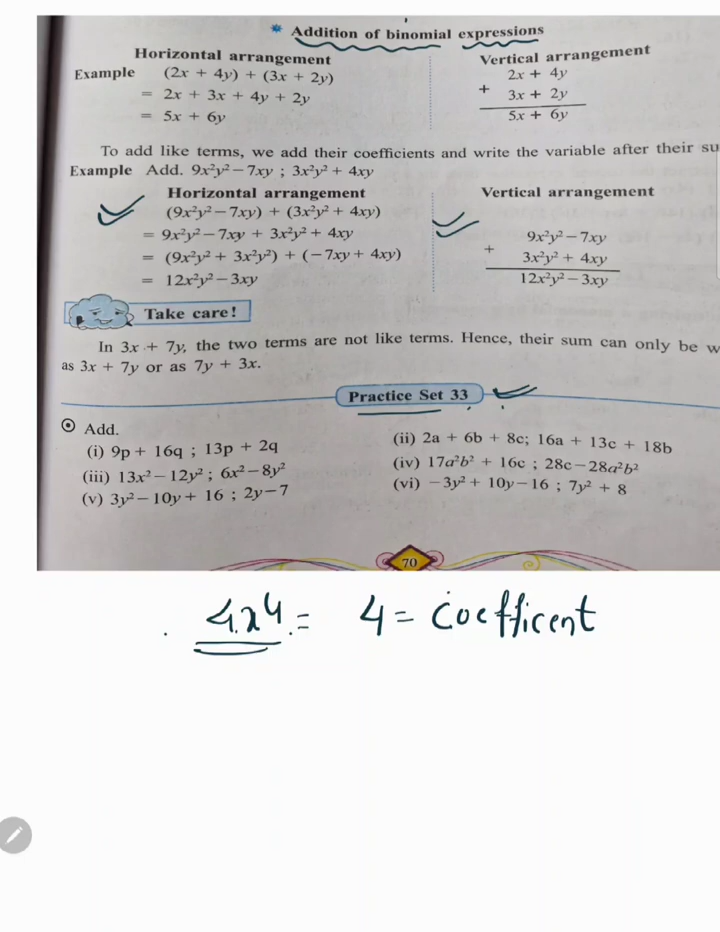 * Addition of binomial expressions
Horizontal arrangement
Vertical arrangement
Example (2x + 4y) + (3x + 2y)
= 2x + 3x + 4y + 2y
= 5x + 6y
2x + 4y
+ 3x + 2y
5x + 6y
To add like terms, we add their coefficients and write the variable after their su
Example Add. 9x²y² – 7xy ; 3x²y² + 4xy
Horizontal arrangement
(9x²y² – 7xy) + (3x²y² + 4xy)
= 9x²y² – 7xy + 3x²y² + 4xy
= (9x²y² + 3x²y²) + (– 7xy + 4xy)
= 12x²y² – 3xy
Vertical arrangement
9x²y² – 7xy
+ 3x²y² + 4xy
12x²y² – 3xy
Take care!
In 3x + 7y, the two terms are not like terms. Hence, their sum can only be w
as 3x + 7y or as 7y + 3x.
Practice Set 33
Add.
(i) 9p + 16q ; 13p + 2q
(ii) 2a + 6b + 8c; 16a + 13c + 18b
(iii) 13x² – 12y² ; 6x² – 8y²
(iv) 17a²b² + 16c ; 28c – 28a²b²
(v) 3y² – 10y + 16 ; 2y – 7
(vi) – 3y² + 10y – 16 ; 7y² + 8
70
4x4 = 4 = coefficent